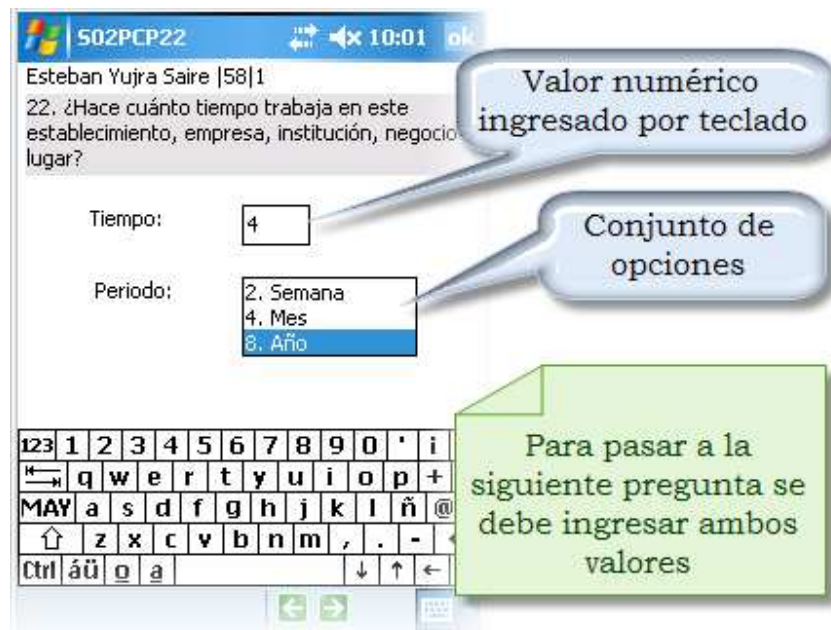 S02PCP22 10:01 ok
Esteban Yujra Saire |58|1
22. ¿Hace cuánto tiempo trabaja en este
establecimiento, empresa, institución, negocio
lugar?
Valor numérico
ingresado por teclado
Tiempo:
4
Conjunto de
opciones
Periodo:
2. Semana
4. Mes
8. Año
Para pasar a la
siguiente pregunta se
debe ingresar ambos
valores
123 1 2 3 4 5 6 7 8 9 0 ' ¡
q w e r t y u i o p +
MAY a s d f g h j k l ñ @
z x c v b n m , . -
Ctrl áü o a ↓ ↑ ←